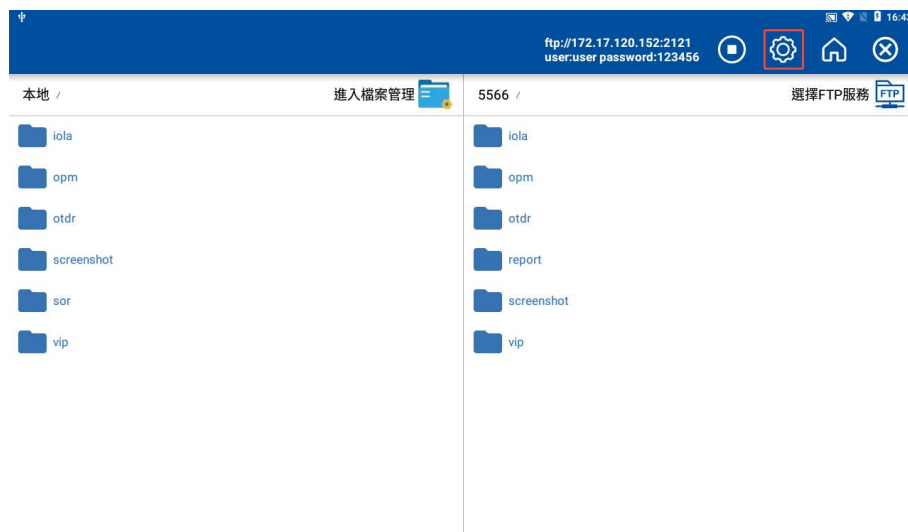 16:43
ftp://172.17.120.152:2121
user:user password:123456
本地 /
進入檔案管理
5566 /
選擇FTP服務
FTP
iola
opm
otdr
screenshot
sor
vip
iola
opm
otdr
report
screenshot
vip